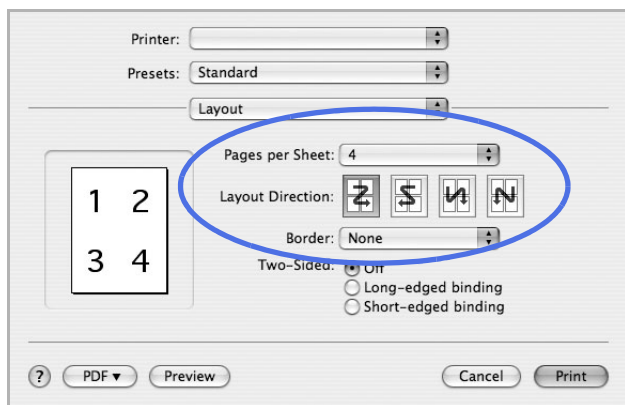 Printer:
Presets: Standard
Layout
Pages per Sheet: 4
1 2
3 4
Layout Direction:
Border: None
Two-Sided: Off
Long-edged binding
Short-edged binding
? PDF▼ Preview Cancel Print